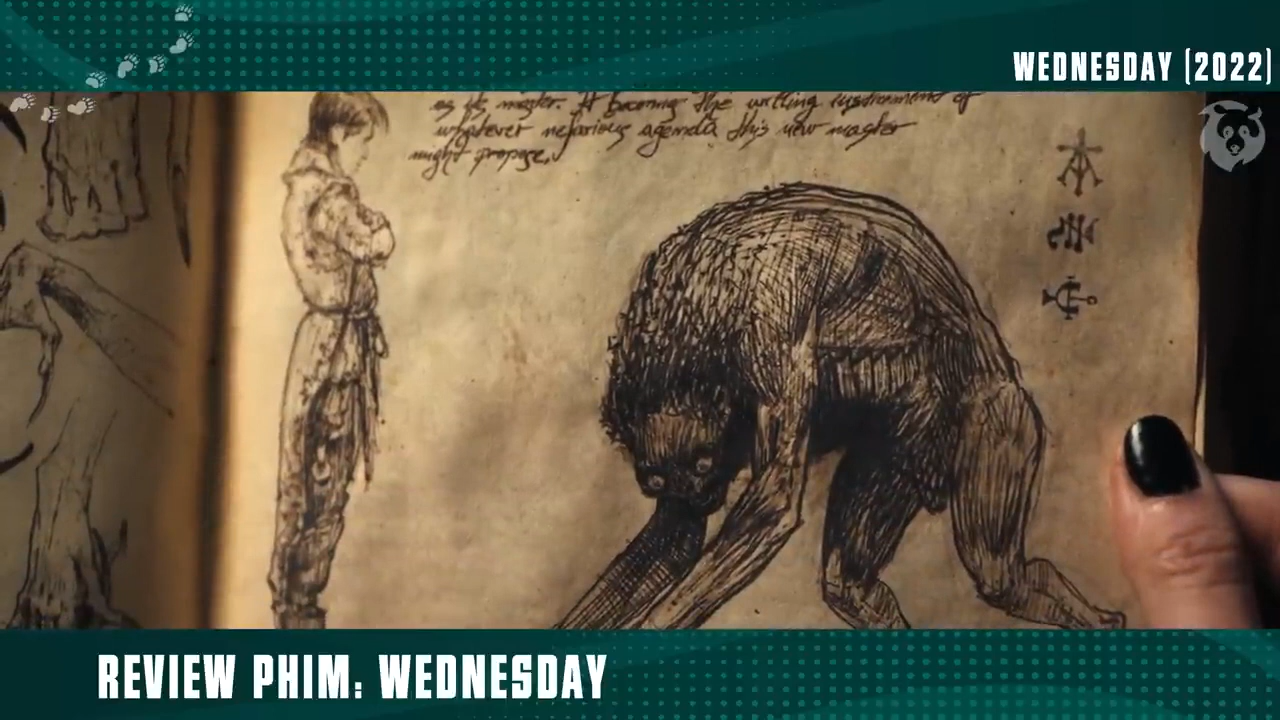 WEDNESDAY (2022)
as its master. It becoming the willing instrument of
whatever nefarious agenda this new master
might propose.
REVIEW PHIM: WEDNESDAY